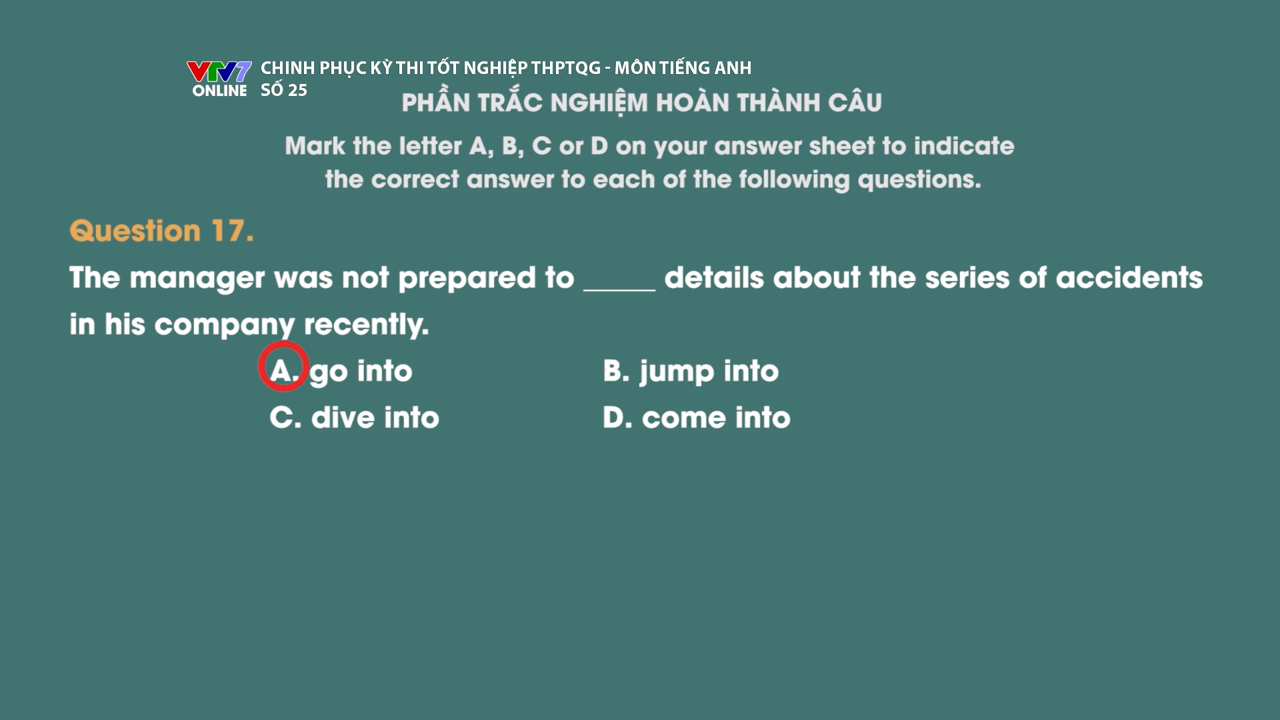 VTV7
ONLINE
CHINH PHỤC KỲ THI TỐT NGHIỆP THPTQG - MÔN TIẾNG ANH
SỐ 25
PHẦN TRẮC NGHIỆM HOÀN THÀNH CÂU
Mark the letter A, B, C or D on your answer sheet to indicate
the correct answer to each of the following questions.
Question 17.
The manager was not prepared to _____ details about the series of accidents
in his company recently.
A. go into B. jump into
C. dive into D. come into